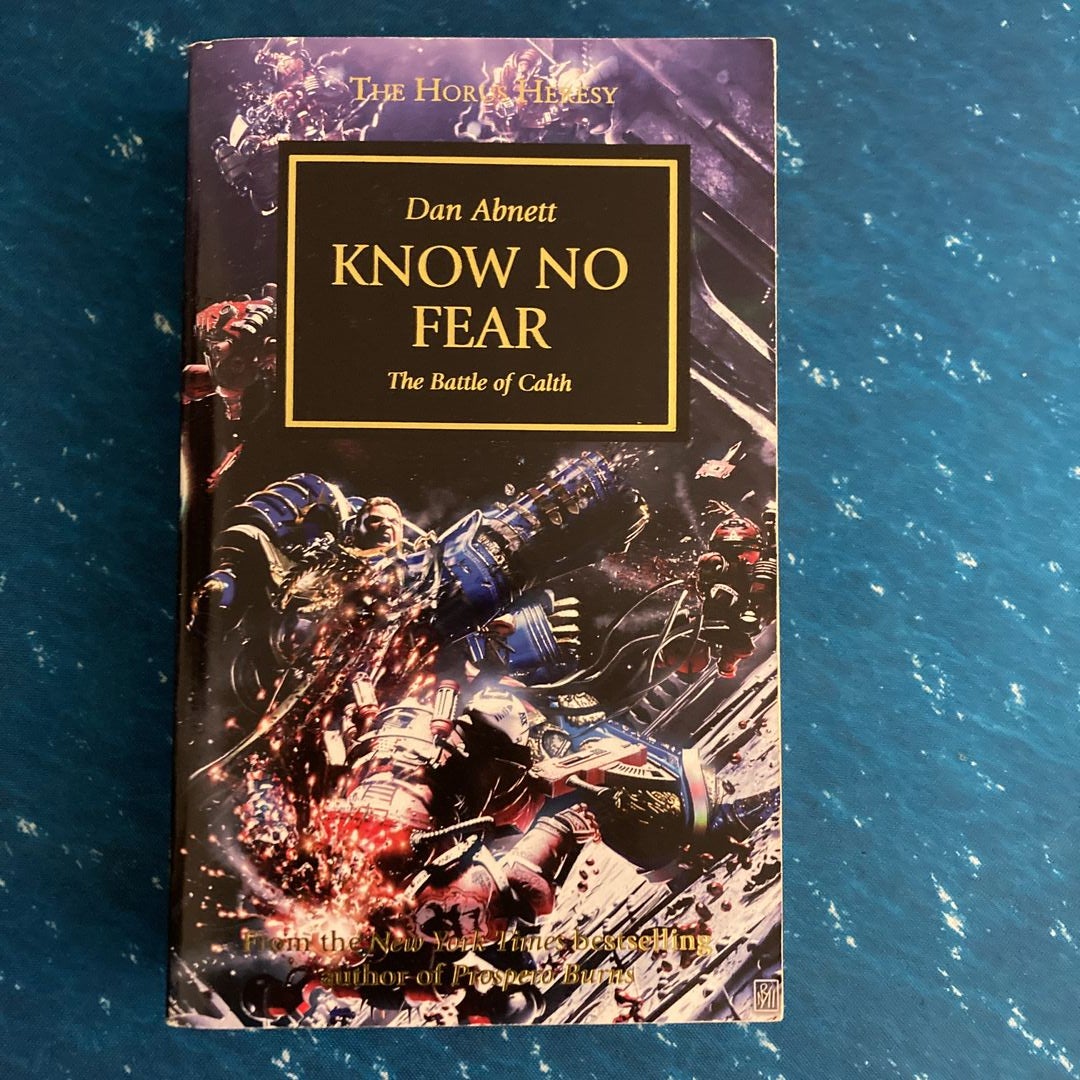 THE HORUS HERESY
Dan Abnett
KNOW NO
FEAR
The Battle of Calth
From the New York Times bestselling
author of Prospero Burns